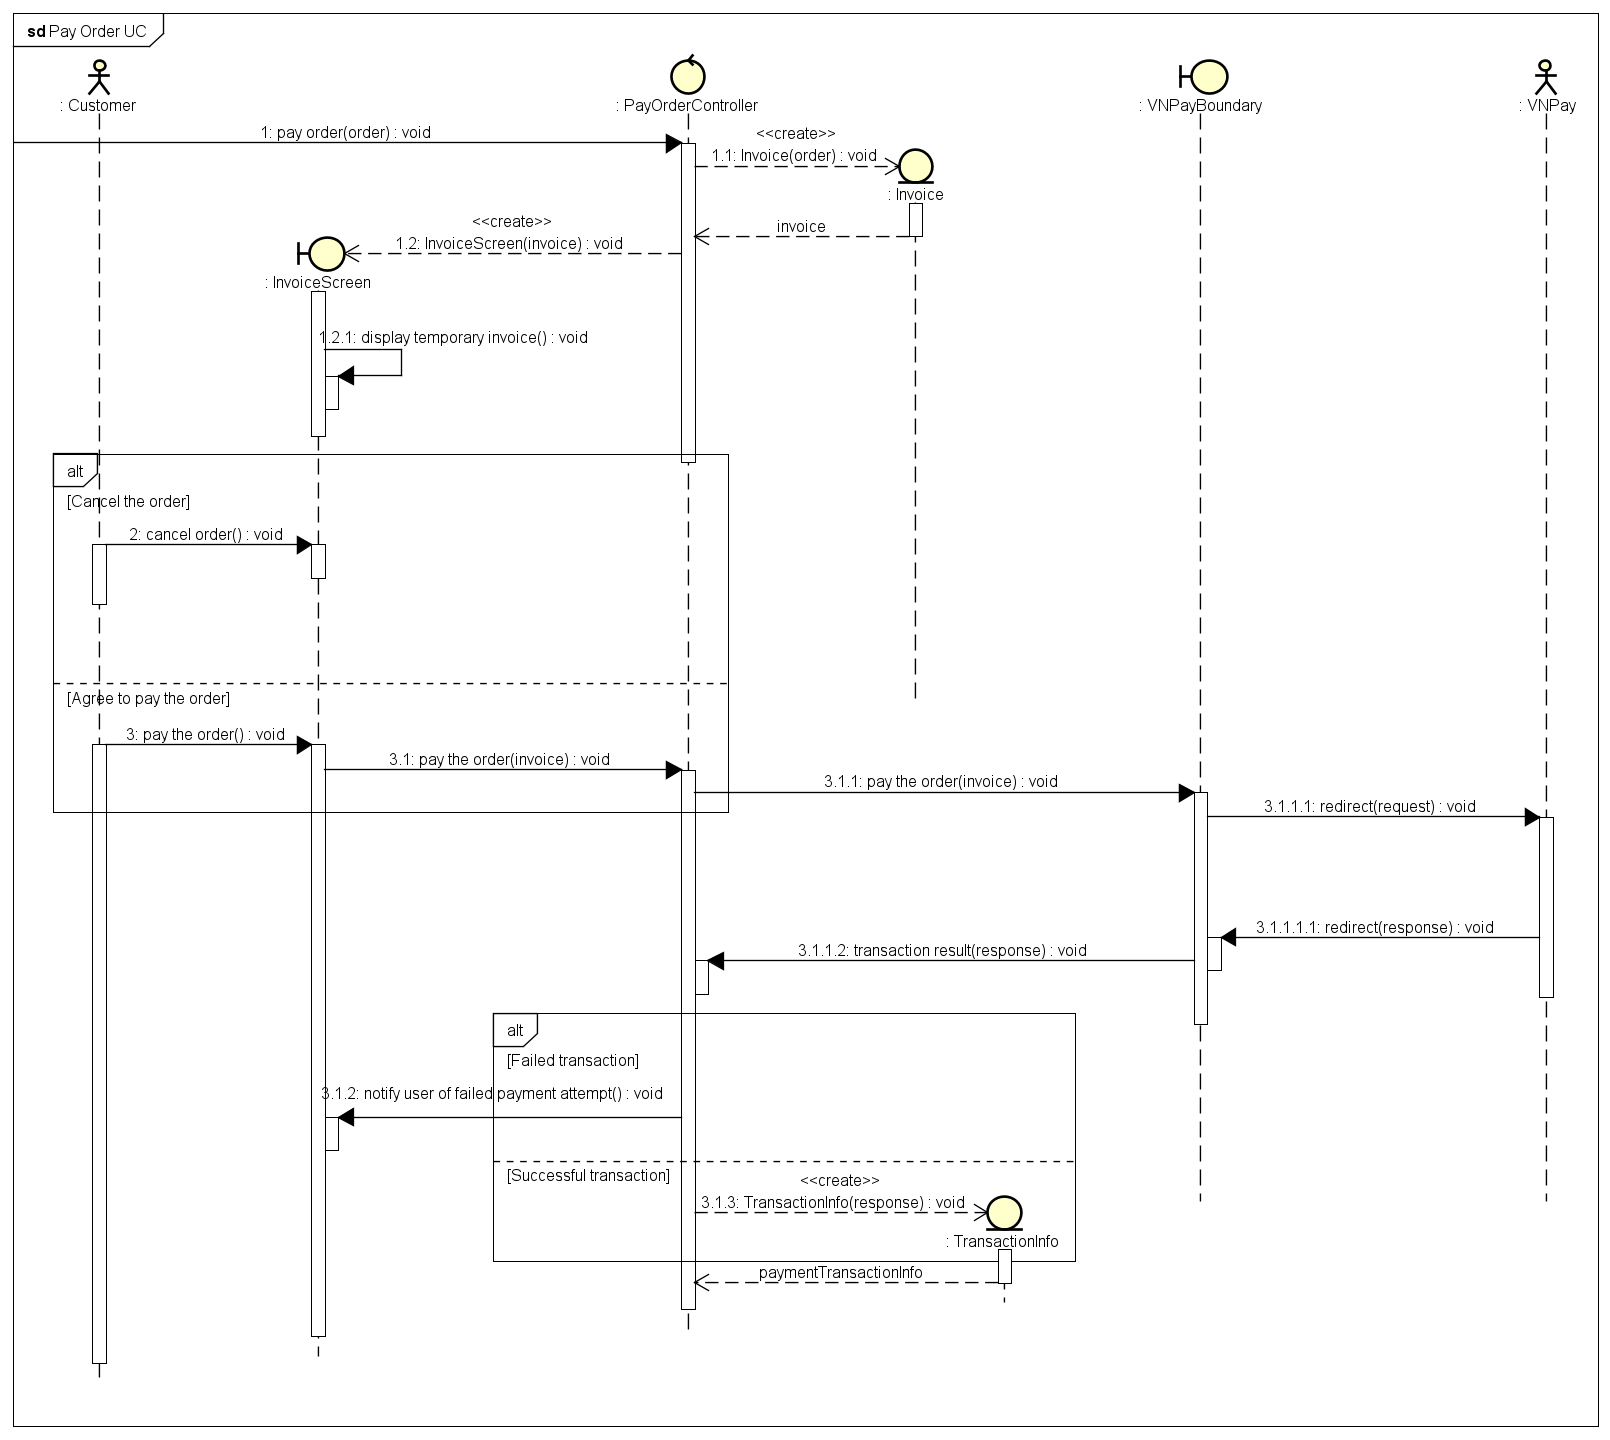 sd Pay Order UC
: Customer
: PayOrderController
: VNPayBoundary
: VNPay
1: pay order(order) : void
<<create>>
1.1: Invoice(order) : void
: Invoice
invoice
<<create>>
1.2: InvoiceScreen(invoice) : void
: InvoiceScreen
1.2.1: display temporary invoice() : void
alt
[Cancel the order]
2: cancel order() : void
[Agree to pay the order]
3: pay the order() : void
3.1: pay the order(invoice) : void
3.1.1: pay the order(invoice) : void
3.1.1.1: redirect(request) : void
3.1.1.1.1: redirect(response) : void
3.1.1.2: transaction result(response) : void
alt
[Failed transaction]
3.1.2: notify user of failed payment attempt() : void
[Successful transaction]
<<create>>
3.1.3: TransactionInfo(response) : void
: TransactionInfo
paymentTransactionInfo